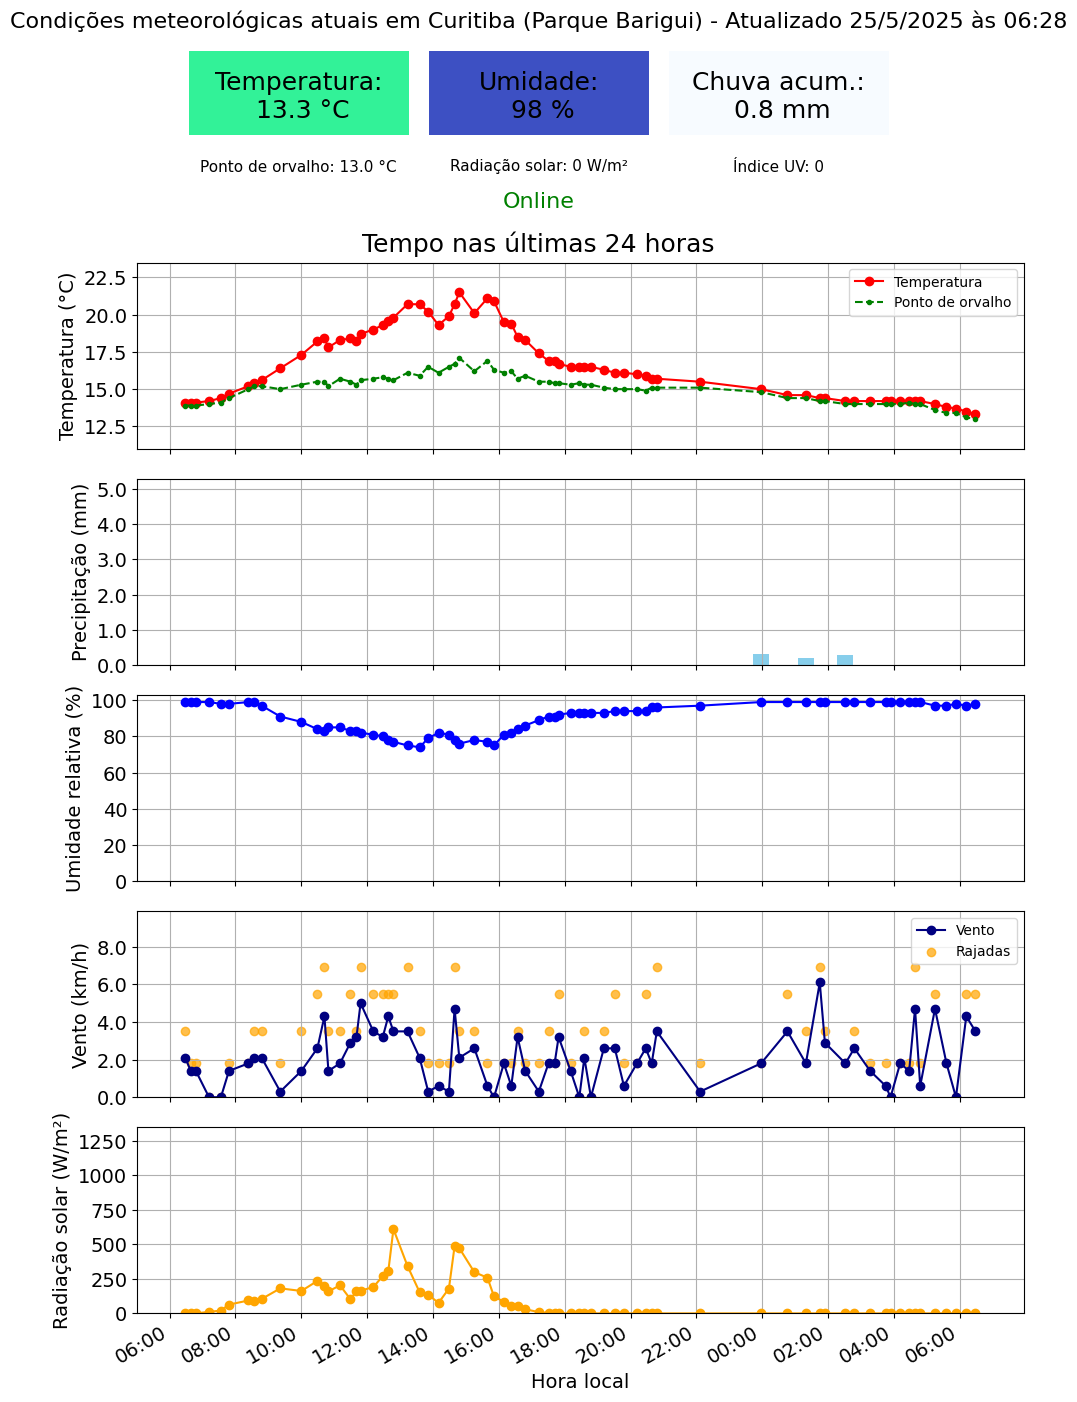 Condições meteorológicas atuais em Curitiba (Parque Barigui) - Atualizado 25/5/2025 às 06:28
Temperatura:
13.3 °C
Umidade:
98 %
Chuva acum.:
0.8 mm
Ponto de orvalho: 13.0 °C
Radiação solar: 0 W/m²
Índice UV: 0
Online
Tempo nas últimas 24 horas
Temperatura (°C)
22.5
20.0
17.5
15.0
12.5
Temperatura
Ponto de orvalho
Precipitação (mm)
5.0
4.0
3.0
2.0
1.0
0.0
Umidade relativa (%)
100
80
60
40
20
0
Vento (km/h)
8.0
6.0
4.0
2.0
0.0
Vento
Rajadas
Radiação solar (W/m²)
1250
1000
750
500
250
0
06:00
08:00
10:00
12:00
14:00
16:00
18:00
20:00
22:00
00:00
02:00
04:00
06:00
Hora local